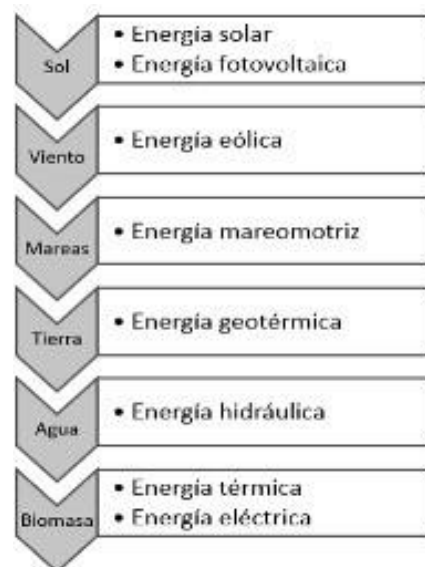 Sol
• Energía solar
• Energía fotovoltaica
Viento
• Energía eólica
Mareas
• Energía mareomotriz
Tierra
• Energía geotérmica
Agua
• Energía hidráulica
Biomasa
• Energía térmica
• Energía eléctrica